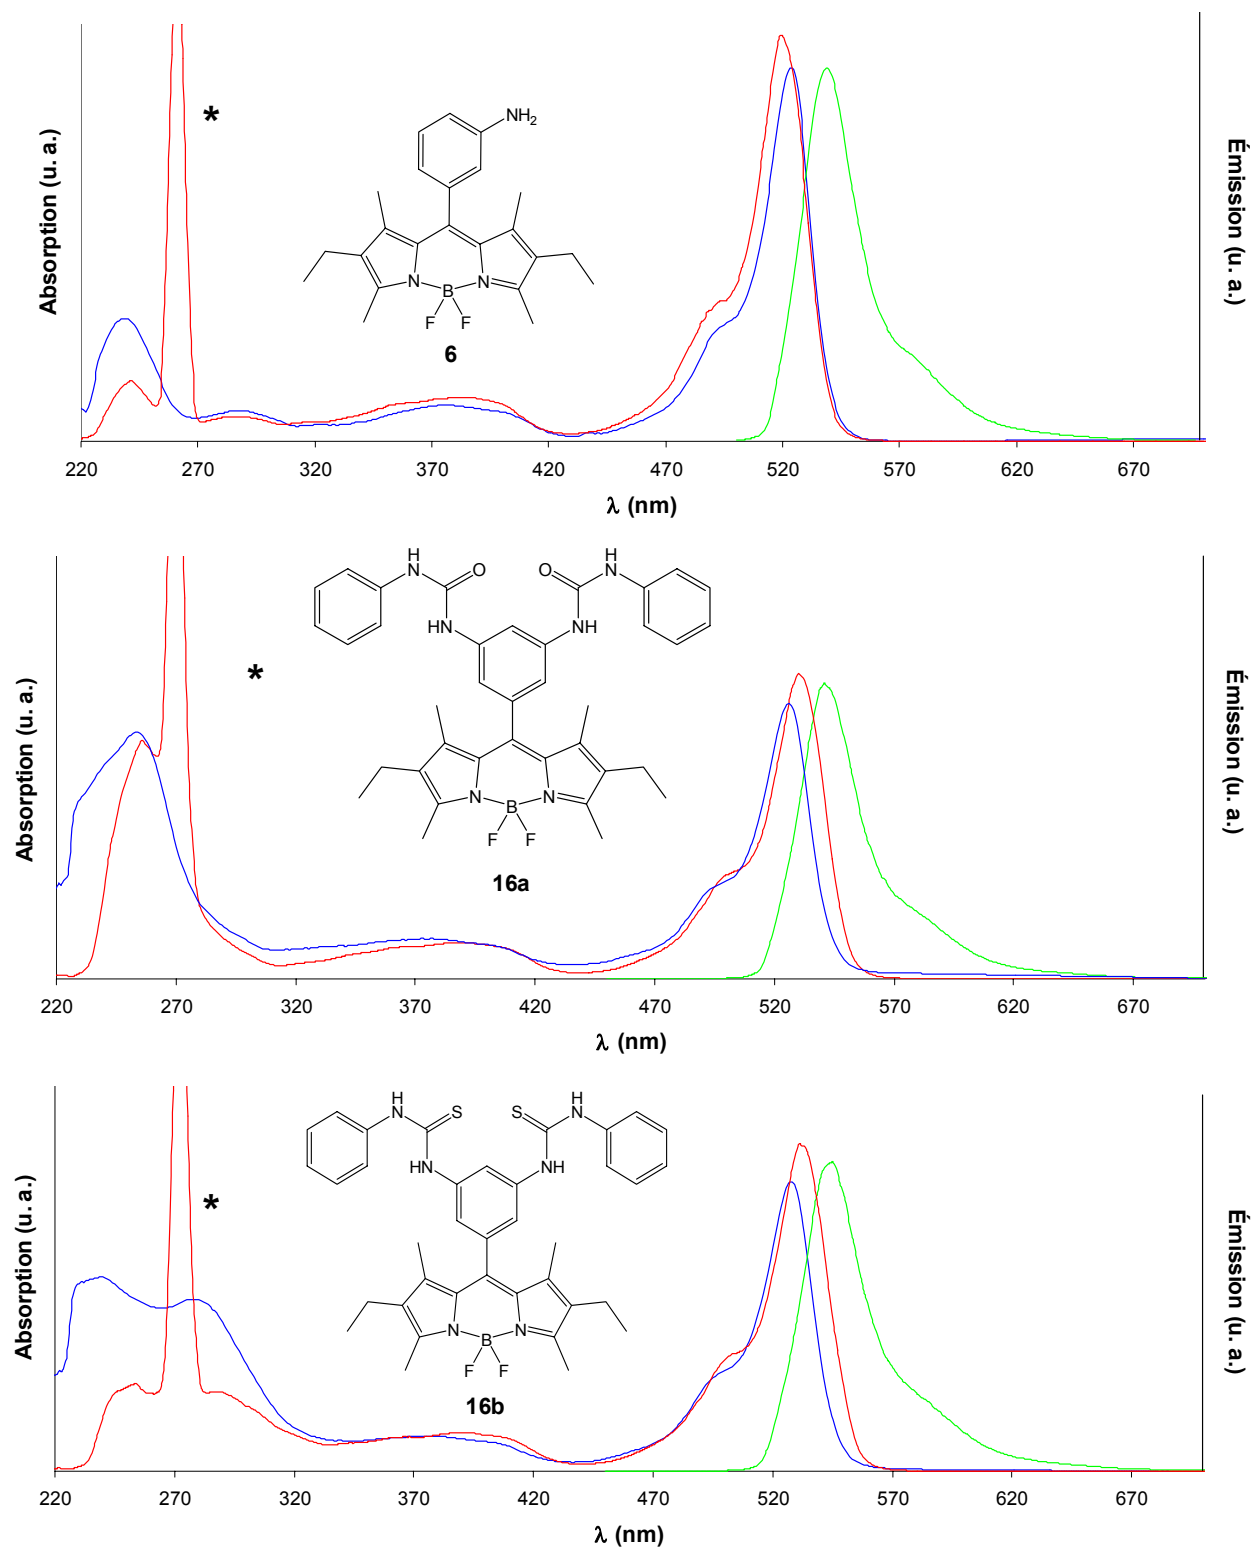 *
NH2
Absorption (u. a.)
Émission (u. a.)
N
N
B
F
F
6
220 270 320 370 420 470 520 570 620 670
λ (nm)
H
H
N
O
O
N
NH
NH
*
Absorption (u. a.)
Émission (u. a.)
N
N
B
F
F
16a
220 270 320 370 420 470 520 570 620 670
λ (nm)
H
H
N
S
S
N
NH
NH
*
Absorption (u. a.)
Émission (u. a.)
N
N
B
F
F
16b
220 270 320 370 420 470 520 570 620 670
λ (nm)